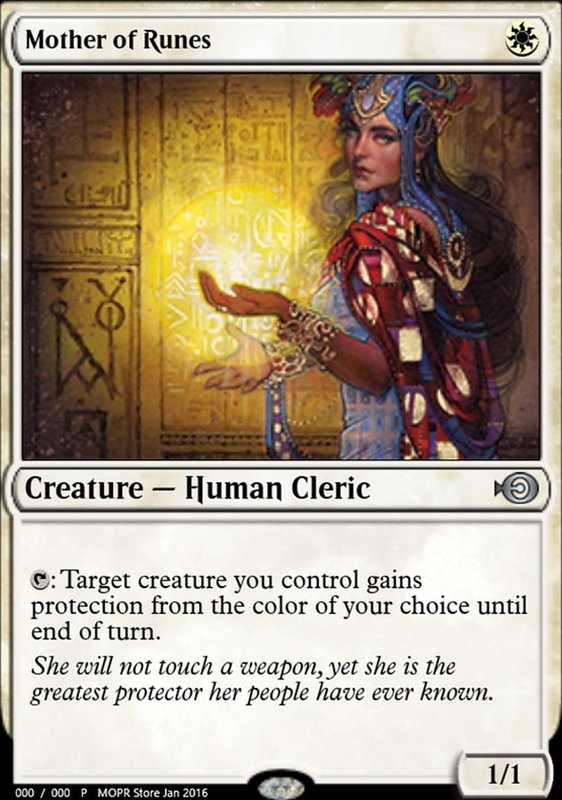 Mother of Runes
Creature — Human Cleric
: Target creature you control gains
protection from the color of your choice until
end of turn.
She will not touch a weapon, yet she is the
greatest protector her people have ever known.
1/1
000 / 000 P MOPR Store Jan 2016